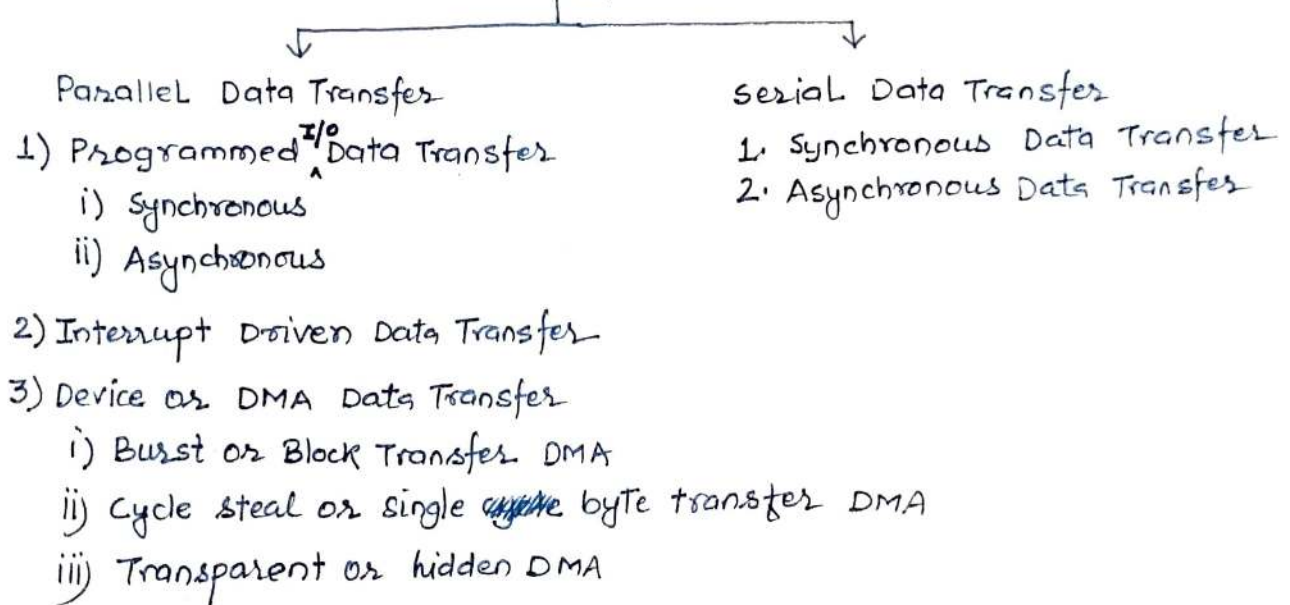 Parallel Data Transfer
1) Programmed I/O Data Transfer
i) Synchronous
ii) Asynchronous
2) Interrupt Driven Data Transfer
3) Device or DMA Data Transfer
i) Burst or Block Transfer DMA
ii) Cycle steal or single byte transfer DMA
iii) Transparent or hidden DMA
Serial Data Transfer
1. Synchronous Data Transfer
2. Asynchronous Data Transfer